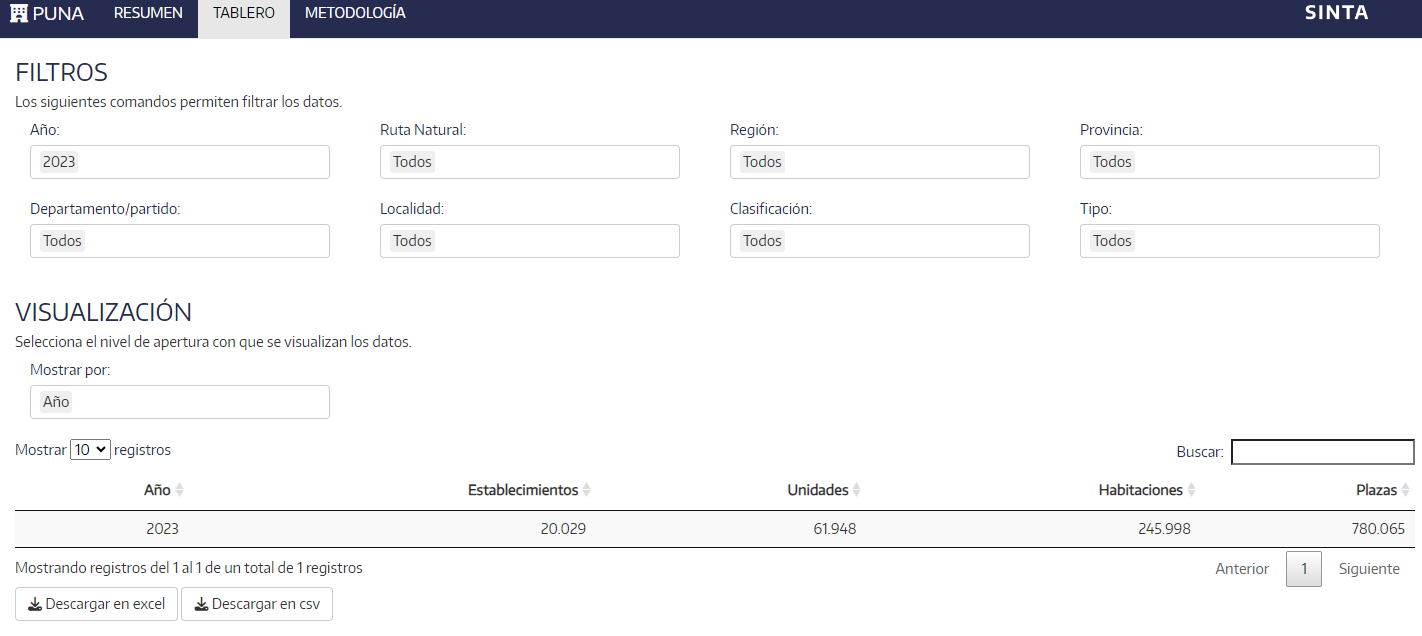 PUNA RESUMEN TABLERO METODOLOGÍA SINTA
FILTROS
Los siguientes comandos permiten filtrar los datos.
Año: Ruta Natural: Región: Provincia:
2023 Todos Todos Todos
Departamento/partido: Localidad: Clasificación: Tipo:
Todos Todos Todos Todos
VISUALIZACIÓN
Selecciona el nivel de apertura con que se visualizan los datos.
Mostrar por:
Año
Mostrar 10 registros Buscar:
Año Establecimientos Unidades Habitaciones Plazas
2023 20.029 61.948 245.998 780.065
Mostrando registros del 1 al 1 de un total de 1 registros Anterior 1 Siguiente
Descargar en excel Descargar en csv